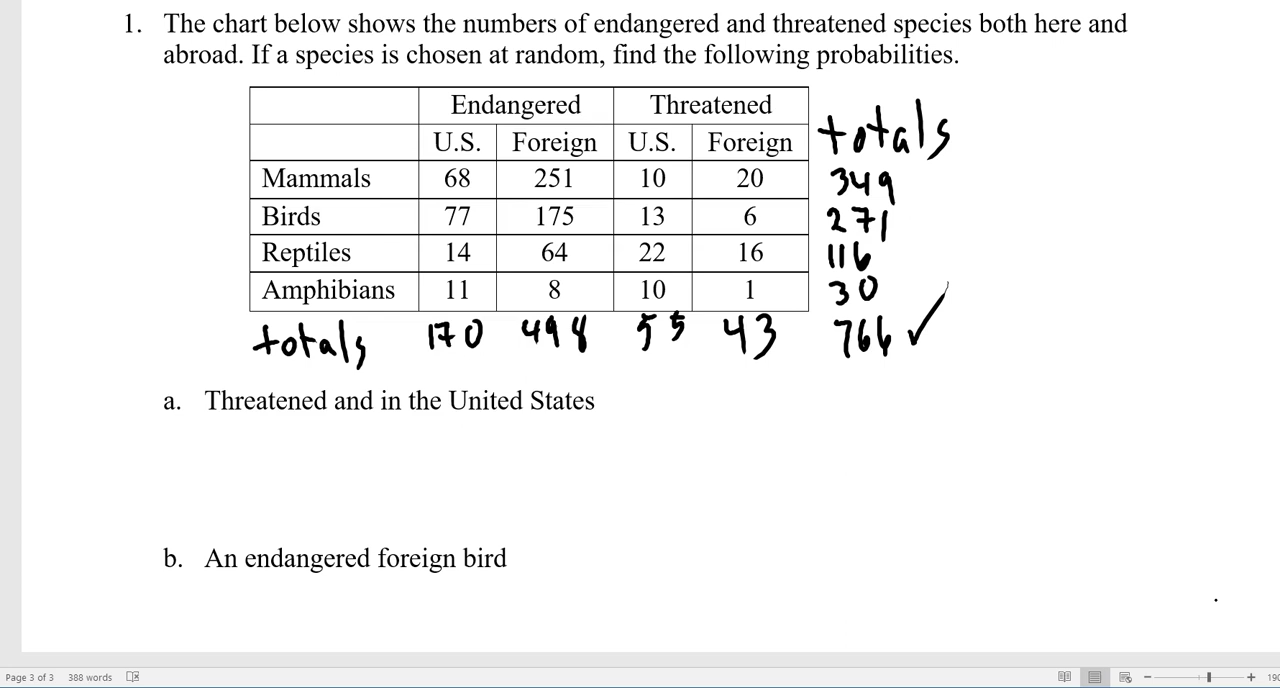 1. The chart below shows the numbers of endangered and threatened species both here and
abroad. If a species is chosen at random, find the following probabilities.
Endangered Threatened
U.S. Foreign U.S. Foreign totals
Mammals 68 251 10 20 349
Birds 77 175 13 6 271
Reptiles 14 64 22 16 116
Amphibians 11 8 10 1 30
totals 170 498 55 43 766 ✓
a. Threatened and in the United States
b. An endangered foreign bird
Page 3 of 3 388 words − + 190